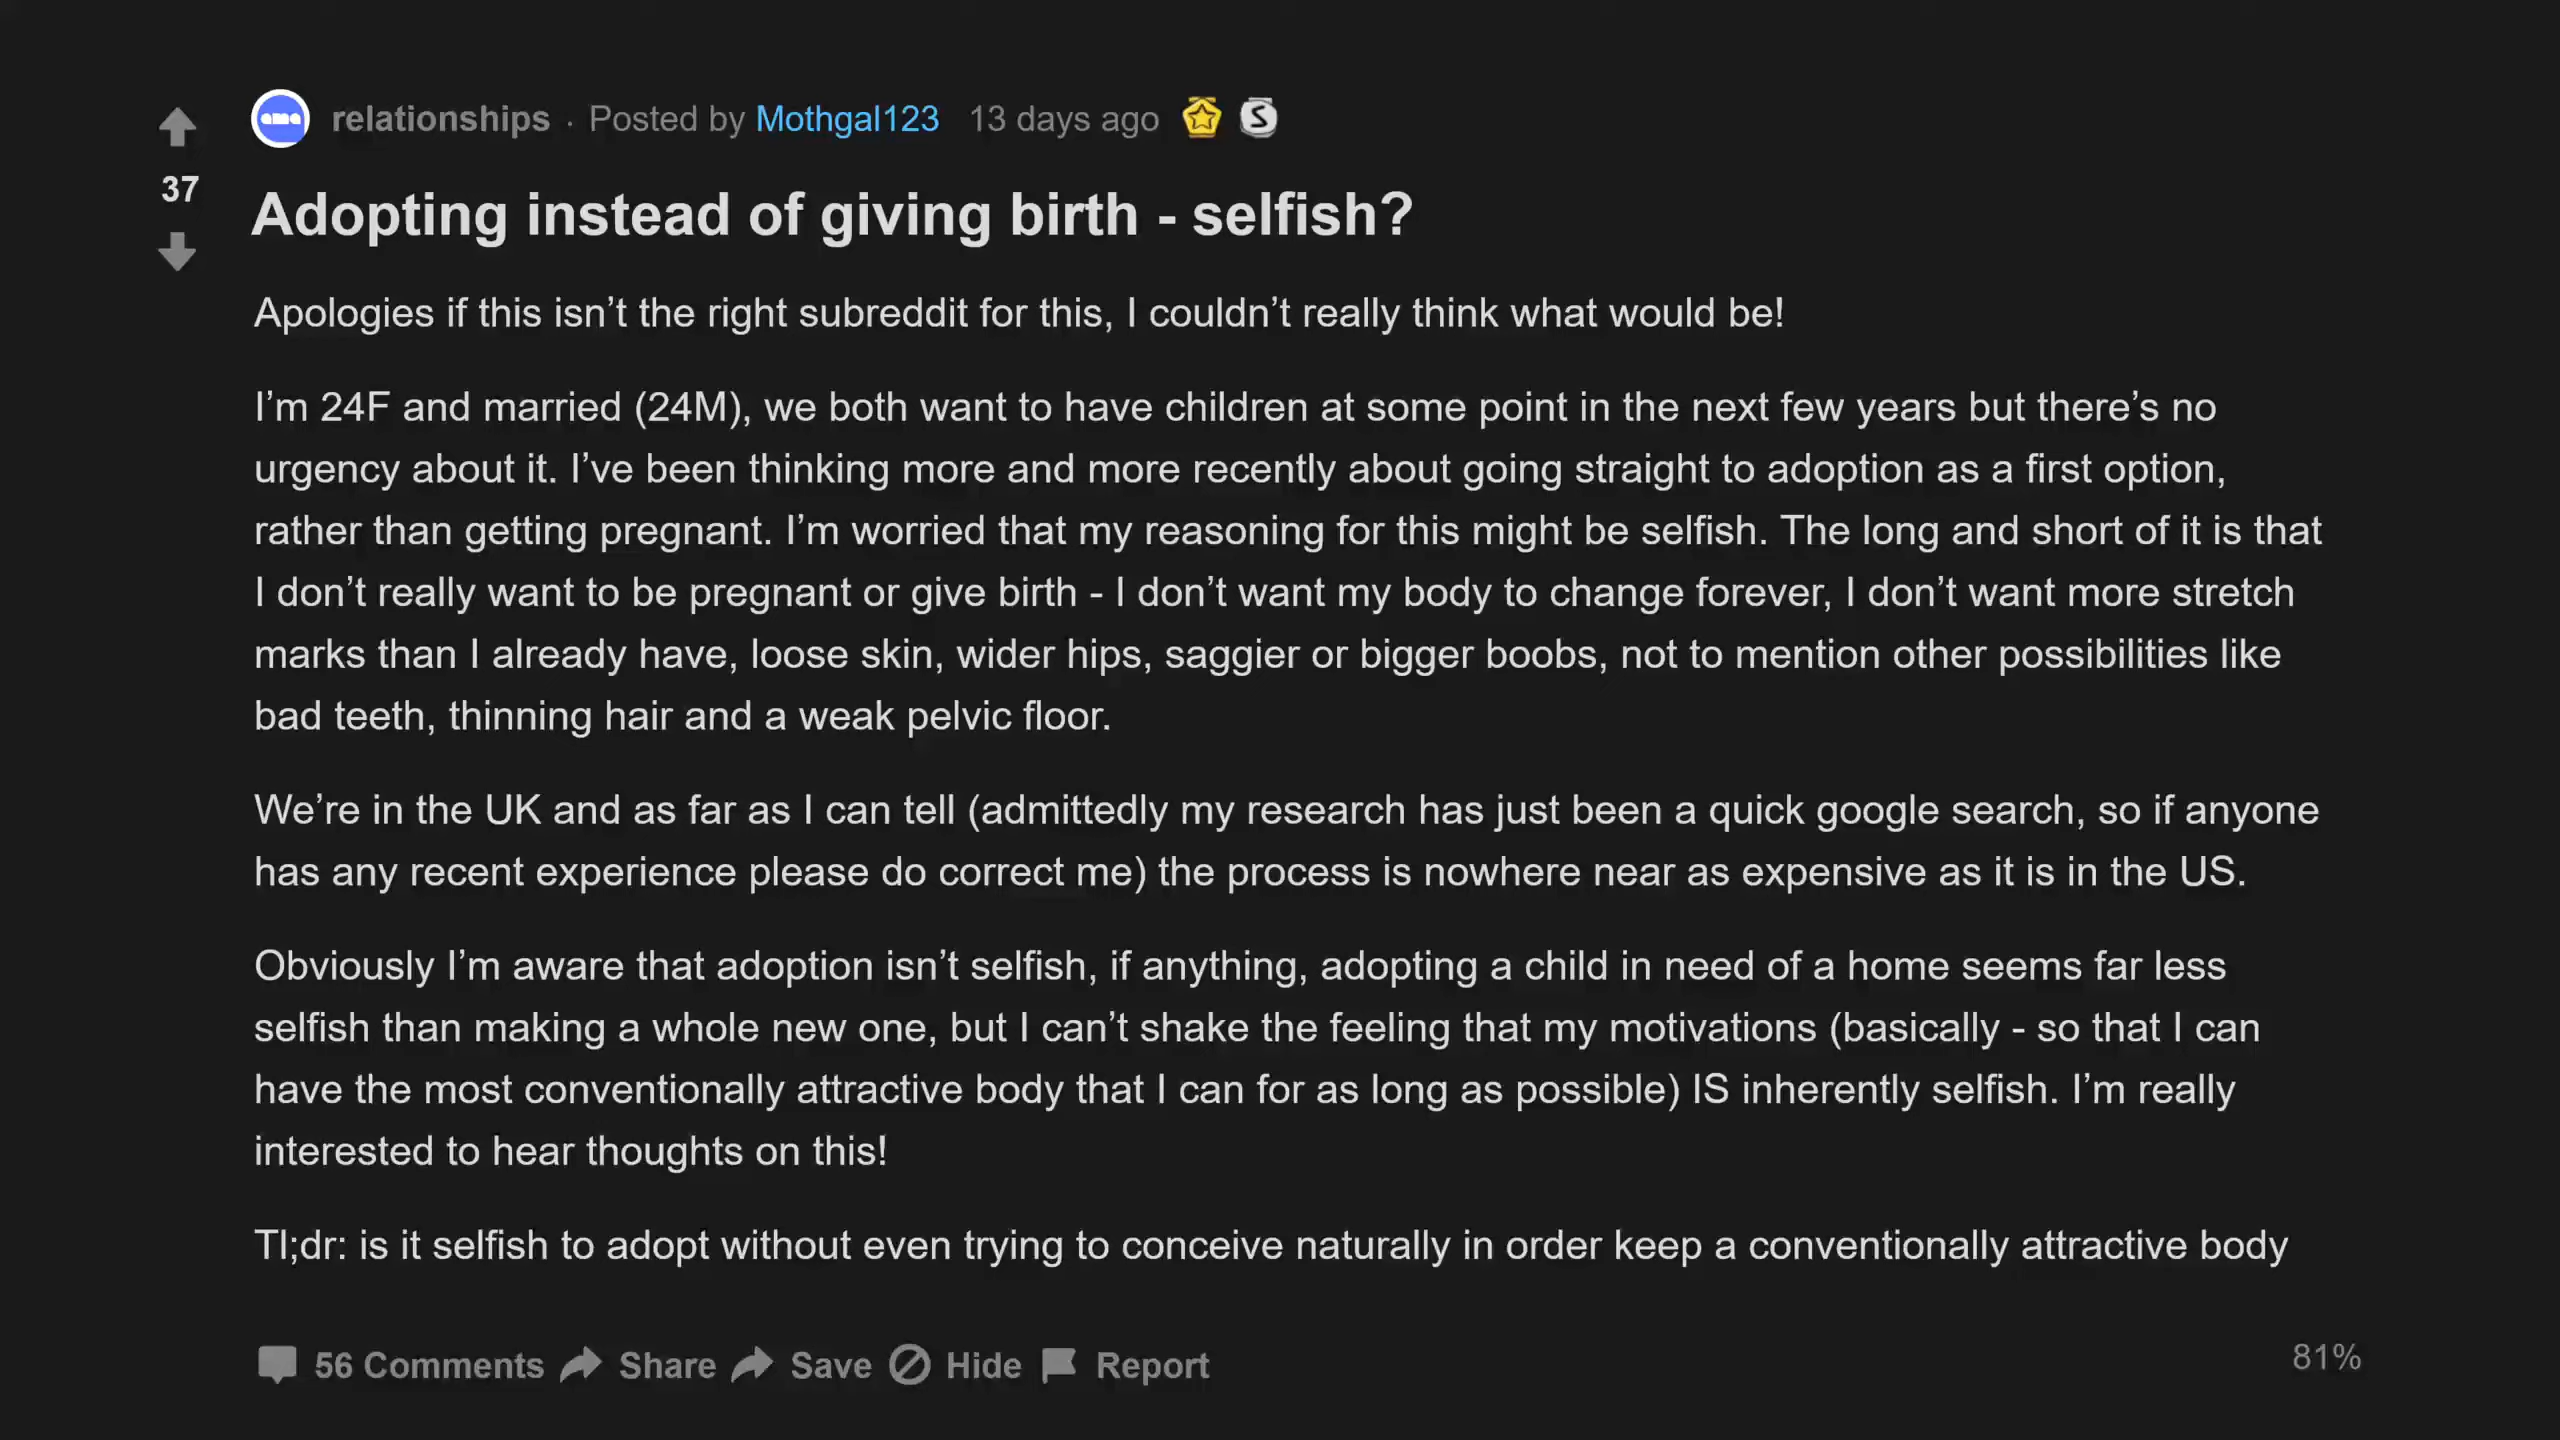 relationships · Posted by Mothgal123 13 days ago
37
Adopting instead of giving birth - selfish?
Apologies if this isn’t the right subreddit for this, I couldn’t really think what would be!
I’m 24F and married (24M), we both want to have children at some point in the next few years but there’s no
urgency about it. I’ve been thinking more and more recently about going straight to adoption as a first option,
rather than getting pregnant. I’m worried that my reasoning for this might be selfish. The long and short of it is that
I don’t really want to be pregnant or give birth - I don’t want my body to change forever, I don’t want more stretch
marks than I already have, loose skin, wider hips, saggier or bigger boobs, not to mention other possibilities like
bad teeth, thinning hair and a weak pelvic floor.
We’re in the UK and as far as I can tell (admittedly my research has just been a quick google search, so if anyone
has any recent experience please do correct me) the process is nowhere near as expensive as it is in the US.
Obviously I’m aware that adoption isn’t selfish, if anything, adopting a child in need of a home seems far less
selfish than making a whole new one, but I can’t shake the feeling that my motivations (basically - so that I can
have the most conventionally attractive body that I can for as long as possible) IS inherently selfish. I’m really
interested to hear thoughts on this!
Tl;dr: is it selfish to adopt without even trying to conceive naturally in order keep a conventionally attractive body
56 Comments Share Save Hide Report
81%